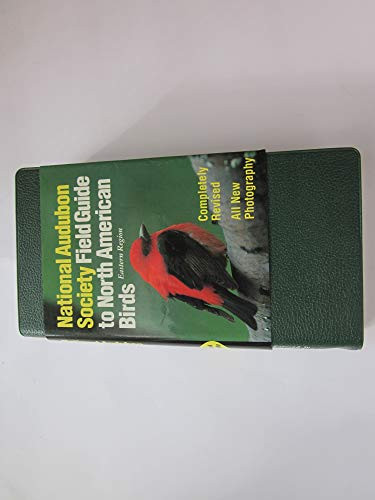 National Audubon
Society Field Guide
to North American
Birds
Eastern Region
Completely
Revised
All New
Photography